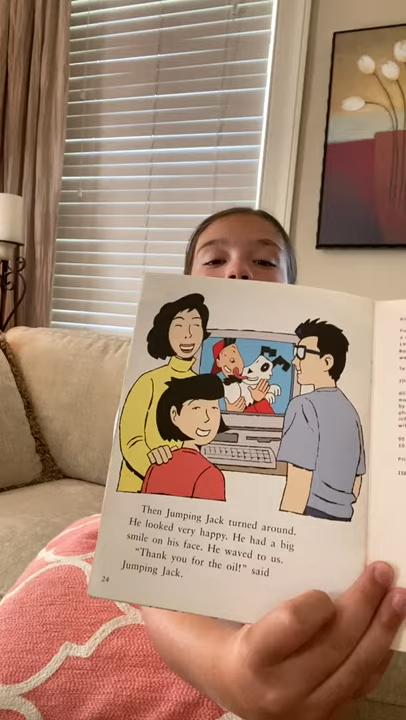 Then Jumping Jack turned around.
He looked very happy. He had a big
smile on his face. He waved to us.
"Thank you for the oil!" said
Jumping Jack.
24